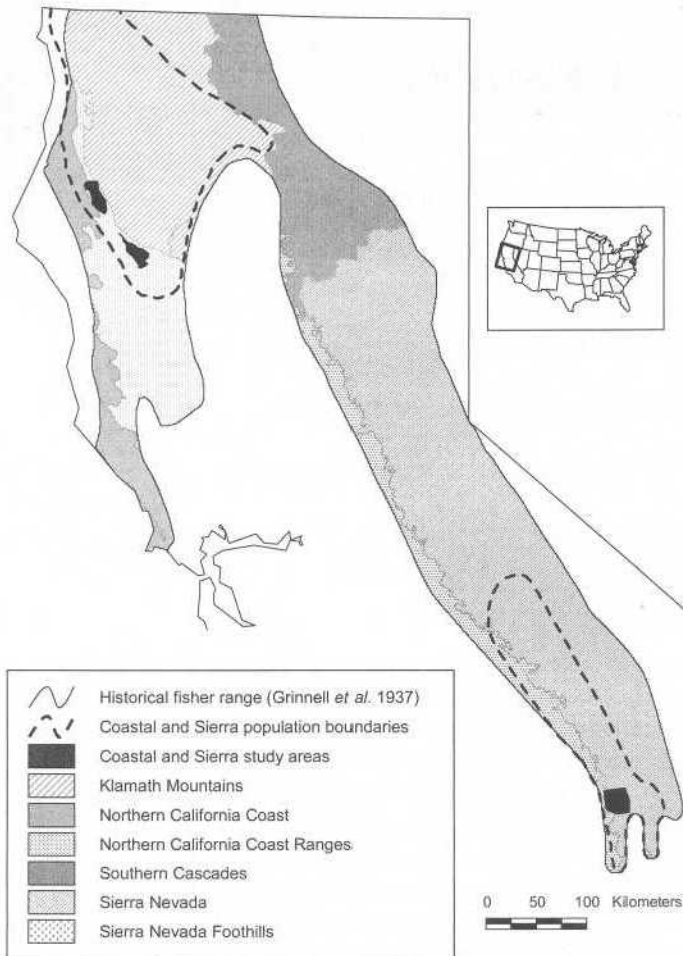 Historical fisher range (Grinnell et al. 1937)
Coastal and Sierra population boundaries
Coastal and Sierra study areas
Klamath Mountains
Northern California Coast
Northern California Coast Ranges
Southern Cascades
Sierra Nevada
Sierra Nevada Foothills
0 50 100 Kilometers